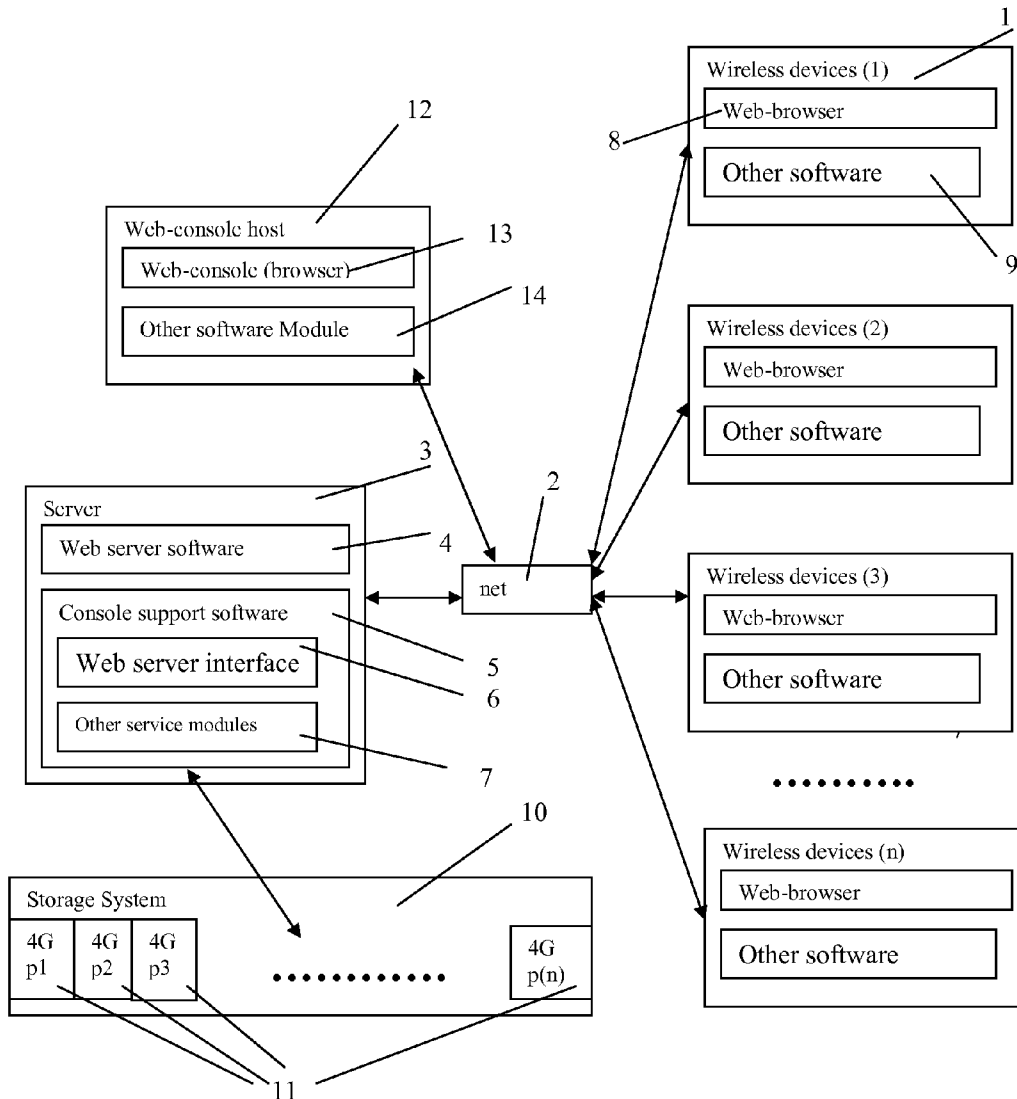 1
Wireless devices (1)
Web-browser
8
Other software
9
12
Web-console host
Web-console (browser)
13
Other software Module
14
Wireless devices (2)
Web-browser
Other software
3
Server
Web server software
4
Console support software
5
Web server interface
6
Other service modules
7
2
net
Wireless devices (3)
Web-browser
Other software
..........
Wireless devices (n)
Web-browser
Other software
10
Storage System
4G
p1
4G
p2
4G
p3
............
4G
p(n)
11